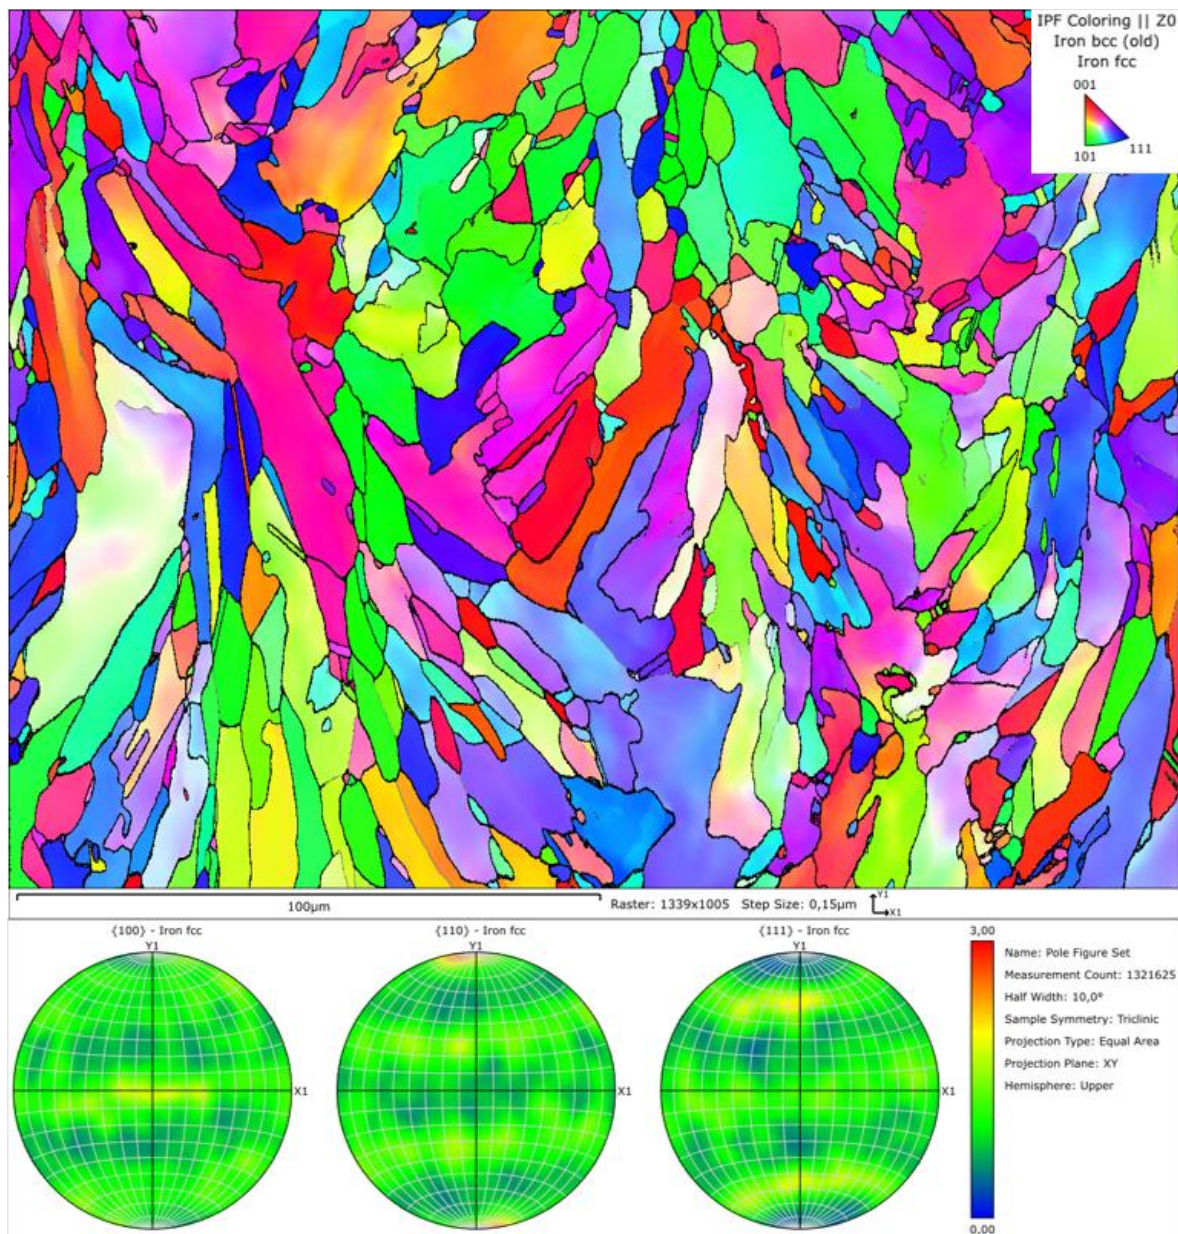 IPF Coloring || Z0
Iron bcc (old)
Iron fcc
001
101
111
100µm
Raster: 1339x1005 Step Size: 0,15µm
Y1
X1
{100} - Iron fcc
Y1
X1
{110} - Iron fcc
Y1
X1
{111} - Iron fcc
Y1
X1
3,00
0,00
Name: Pole Figure Set
Measurement Count: 1321625
Half Width: 10,0°
Sample Symmetry: Triclinic
Projection Type: Equal Area
Projection Plane: XY
Hemisphere: Upper